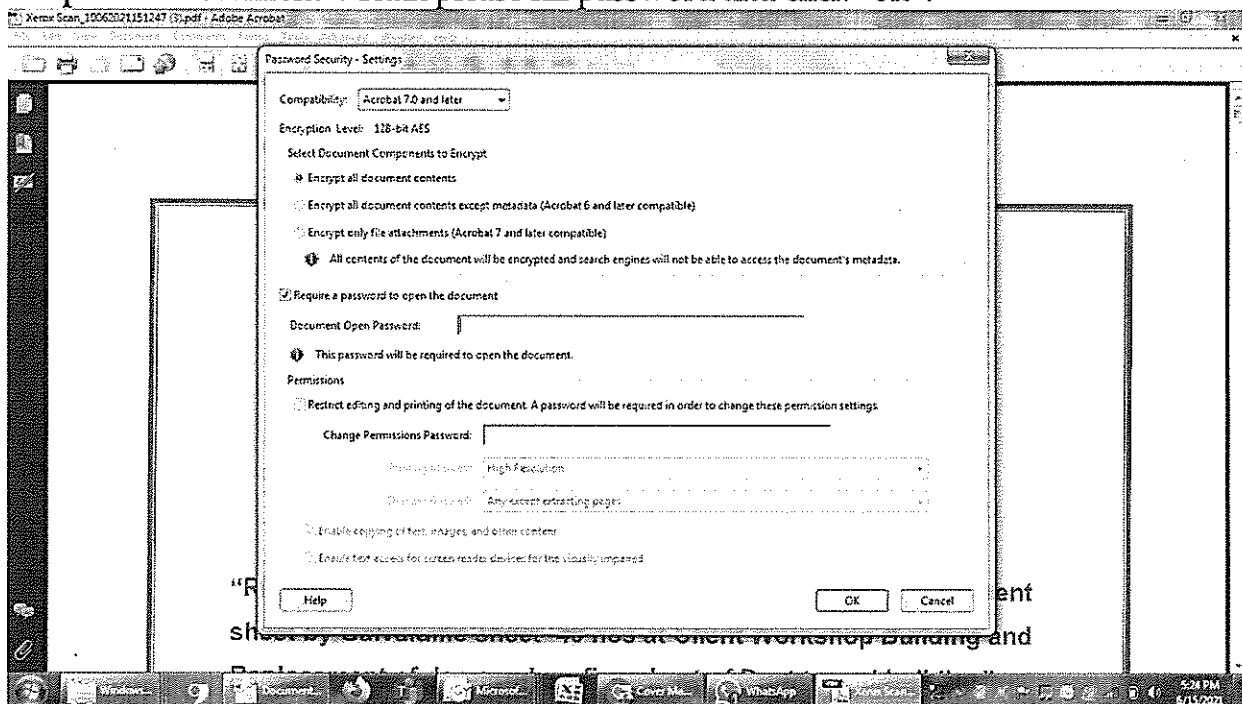 Xerox Scan_10062021151247 (3).pdf - Adobe Acrobat
Password Security - Settings
Compatibility: Acrobat 7.0 and later
Encryption Level: 128-bit AES
Select Document Components to Encrypt
Encrypt all document contents
Encrypt all document contents except metadata (Acrobat 6 and later compatible)
Encrypt only file attachments (Acrobat 7 and later compatible)
All contents of the document will be encrypted and search engines will not be able to access the document's metadata.
Require a password to open the document
Document Open Password:
This password will be required to open the document.
Permissions
Restrict editing and printing of the document. A password will be required in order to change these permission settings.
Change Permissions Password:
High Resolution
Any except extracting pages
Enable copying of text, images, and other content
Enable text access for screen reader devices for the visually impaired
Help OK Cancel
"R ent
and
Windows... Document... Microsof... Cover Me... WhatsApp Xerox Scan... 5:24 PM
6/15/2021